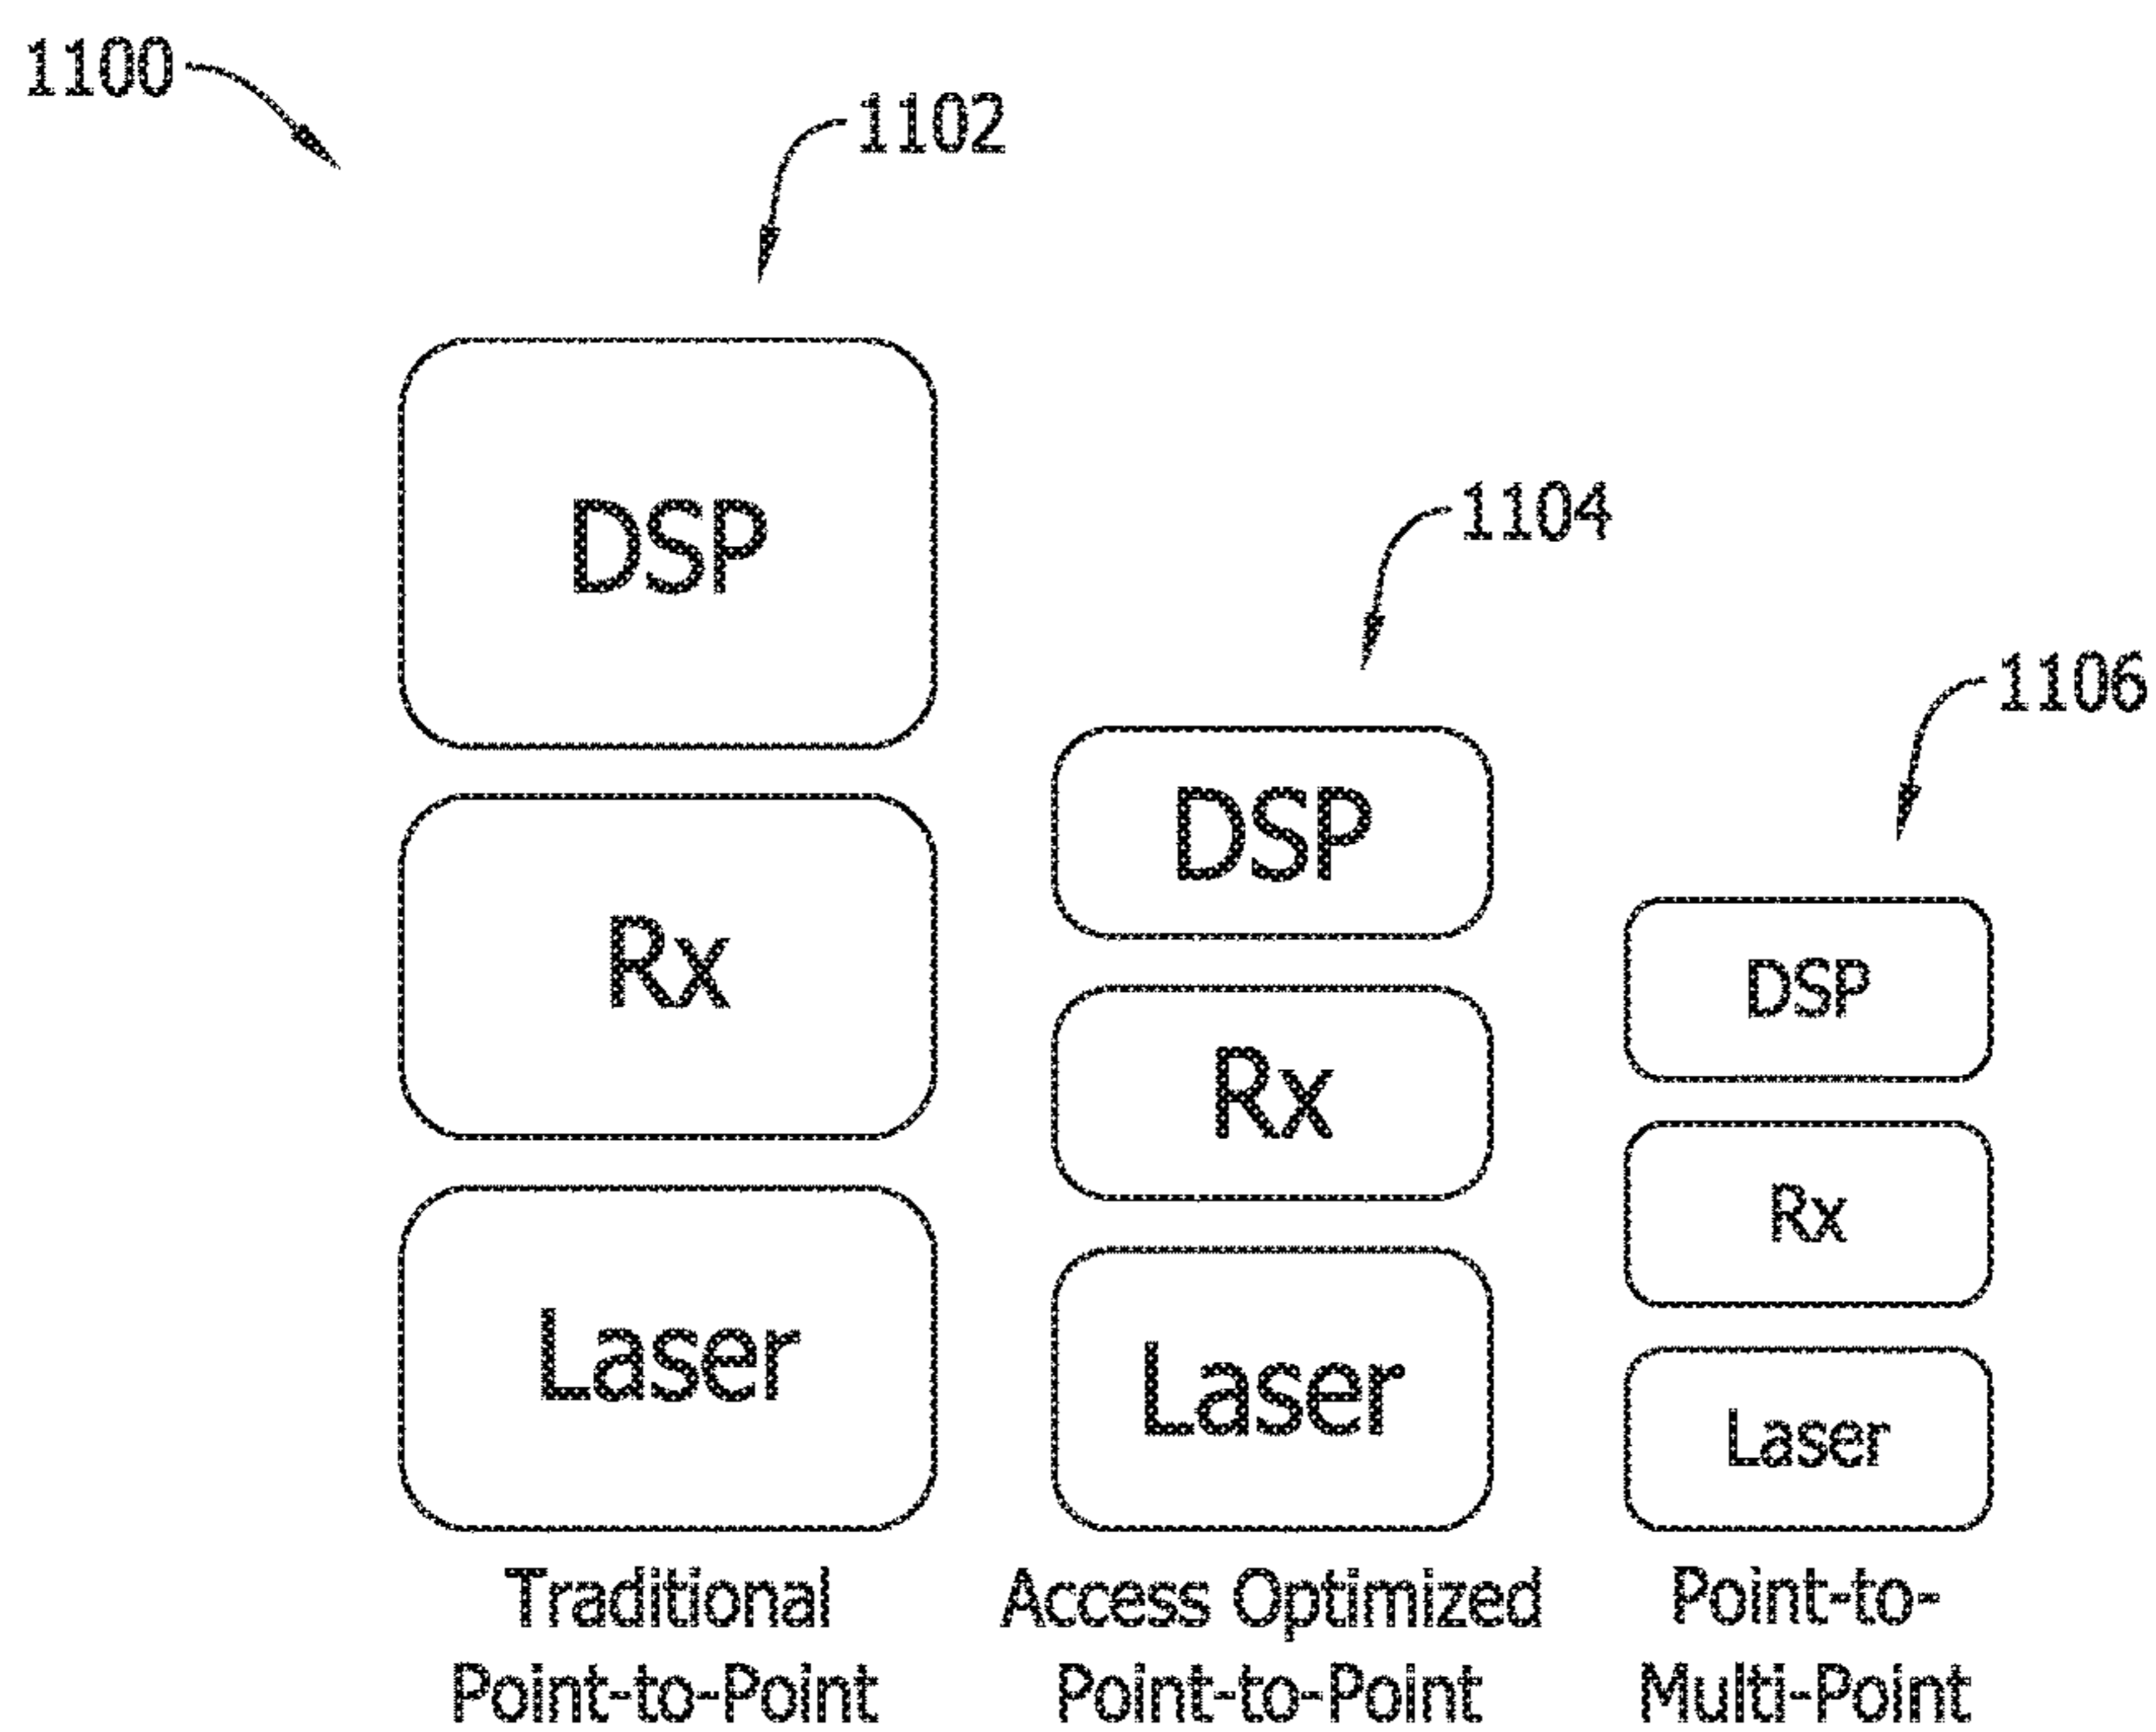 1100
1102
DSP
Rx
Laser
Traditional
Point-to-Point
1104
DSP
Rx
Laser
Access Optimized
Point-to-Point
1106
DSP
Rx
Laser
Point-to-
Multi-Point